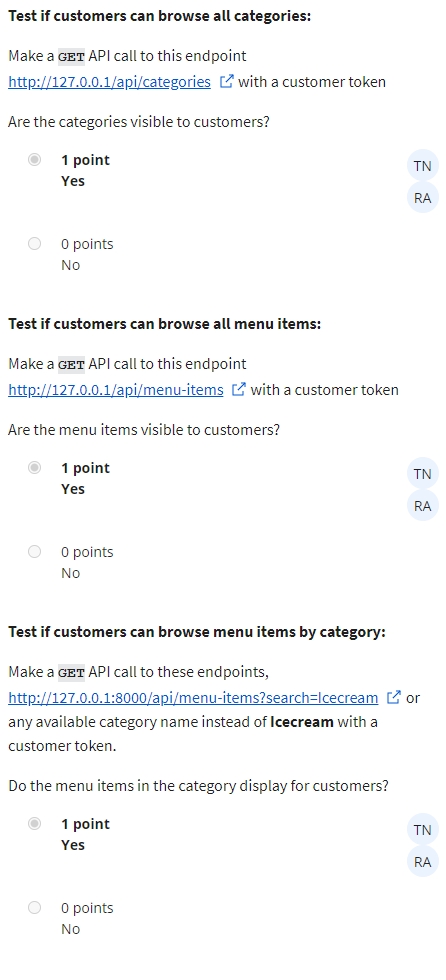 Test if customers can browse all categories:
Make a GET API call to this endpoint
http://127.0.0.1/api/categories with a customer token
Are the categories visible to customers?
1 point
Yes
TN
RA
0 points
No
Test if customers can browse all menu items:
Make a GET API call to this endpoint
http://127.0.0.1/api/menu-items with a customer token
Are the menu items visible to customers?
1 point
Yes
TN
RA
0 points
No
Test if customers can browse menu items by category:
Make a GET API call to these endpoints,
http://127.0.0.1:8000/api/menu-items?search=Icecream or
any available category name instead of Icecream with a
customer token.
Do the menu items in the category display for customers?
1 point
Yes
TN
RA
0 points
No